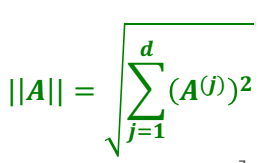 ||A|| = √∑_{j=1}^{d} (A^{(j)})^2